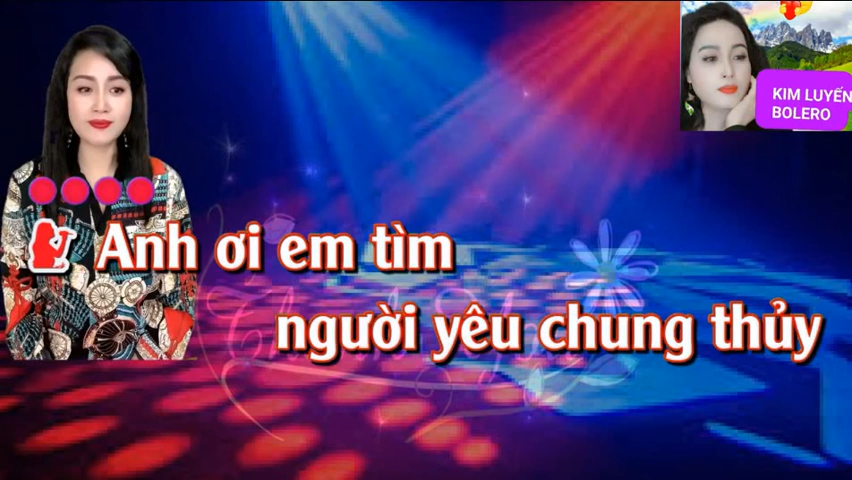 KIM LUYẾN
BOLERO
Anh ơi em tìm
người yêu chung thủy